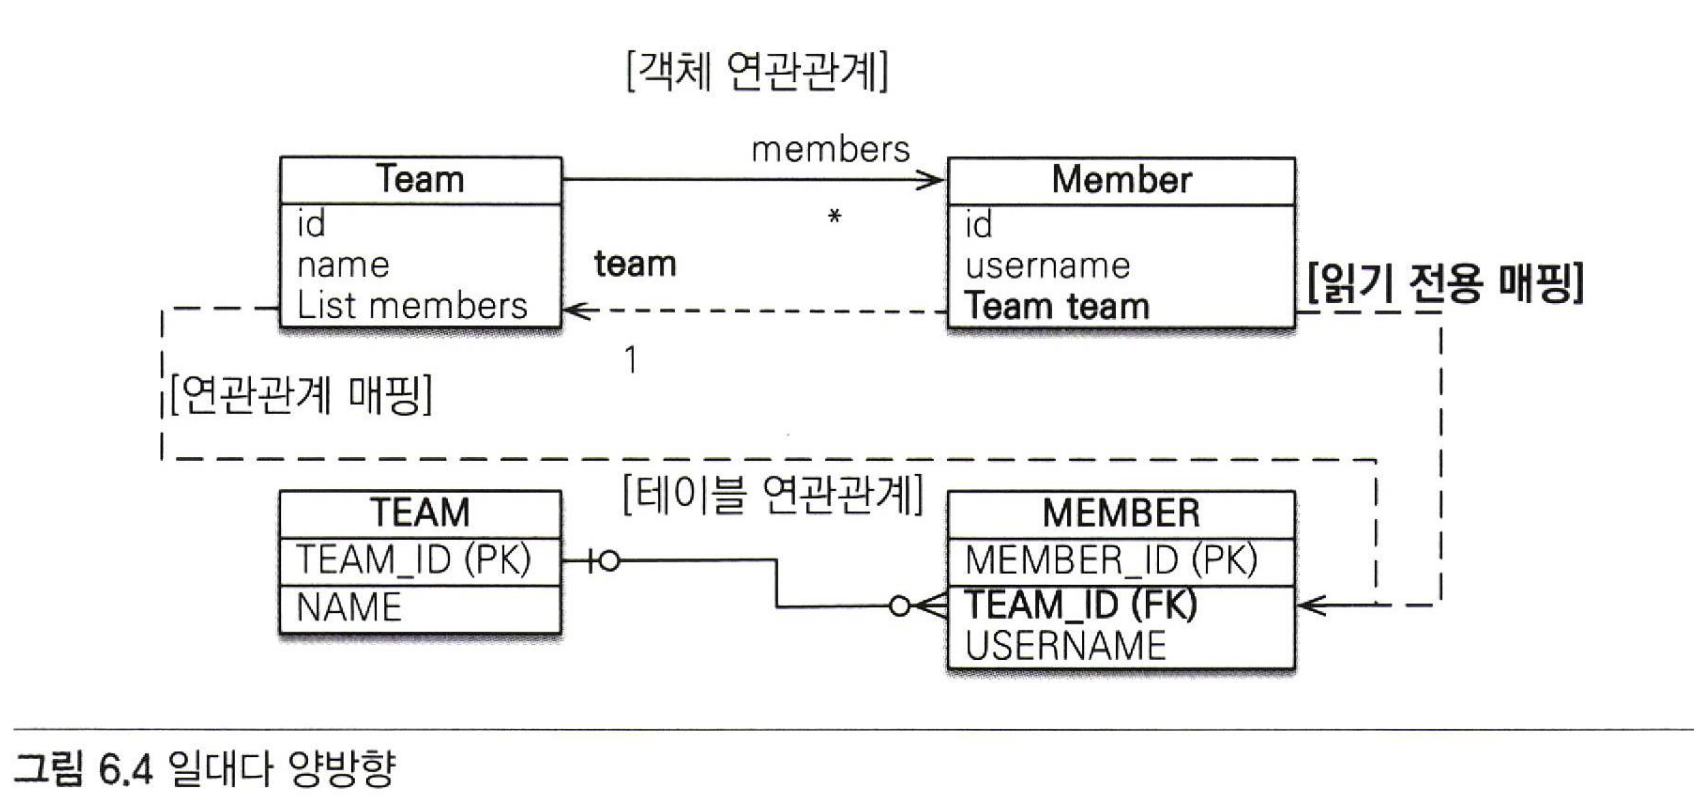 [객체 연관관계]
members
Team
Member
id
name
List members
*
team
id
username
Team team
[읽기 전용 매핑]
1
[연관관계 매핑]
[테이블 연관관계]
TEAM
TEAM_ID (PK)
NAME
MEMBER
MEMBER_ID (PK)
TEAM_ID (FK)
USERNAME
그림 6.4 일대다 양방향